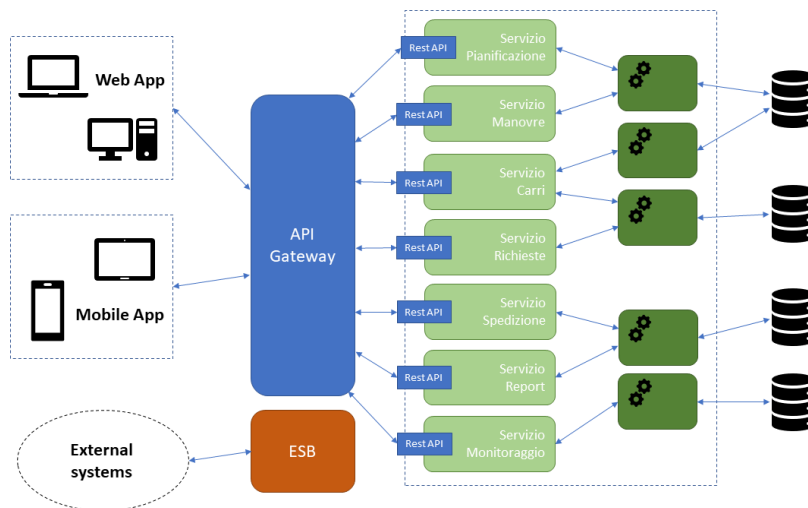 Web App
Mobile App
External
systems
API
Gateway
ESB
Rest API
Servizio
Pianificazione
Rest API
Servizio
Manovre
Rest API
Servizio
Carri
Rest API
Servizio
Richieste
Rest API
Servizio
Spedizione
Rest API
Servizio
Report
Rest API
Servizio
Monitoraggio